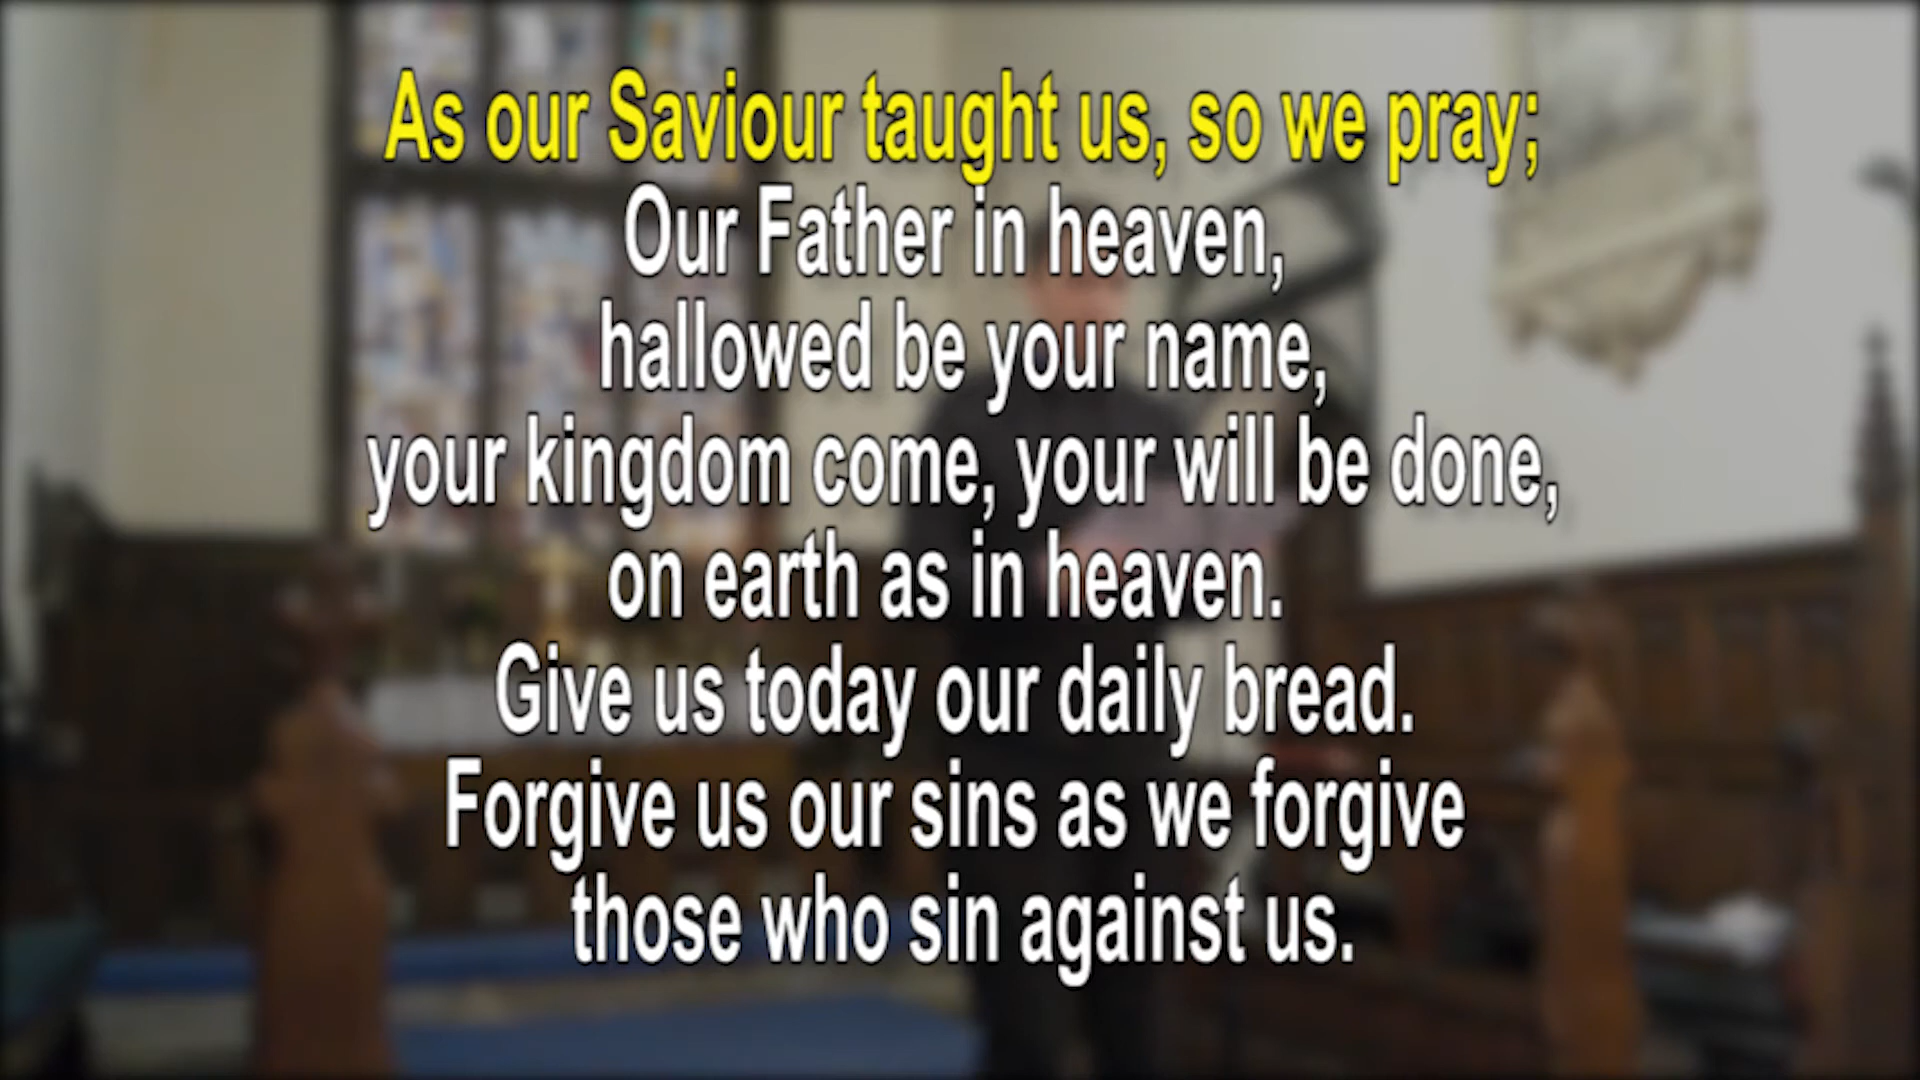 As our Saviour taught us, so we pray;
Our Father in heaven,
hallowed be your name,
your kingdom come, your will be done,
on earth as in heaven.
Give us today our daily bread.
Forgive us our sins as we forgive
those who sin against us.